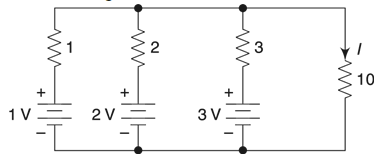 1 2 3 I
10
+ + +
1 V 2 V 3 V
− − −